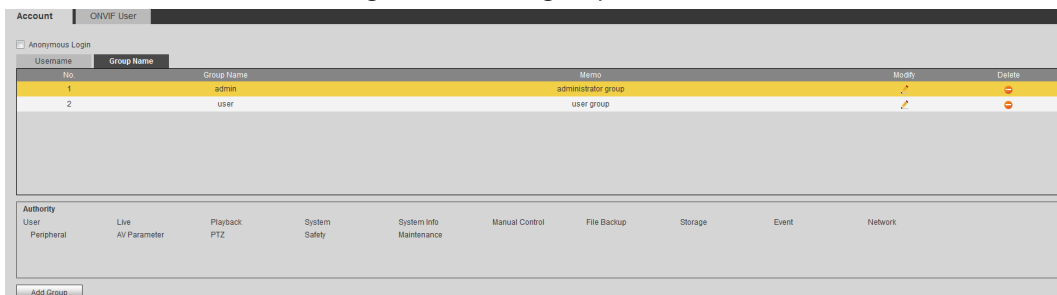 Account ONVIF User
Anonymous Login
Username Group Name
No. Group Name Memo Modify Delete
1 admin administrator group
2 user user group
Authority
User Live Playback System System Info Manual Control File Backup Storage Event Network
Peripheral AV Parameter PTZ Safety Maintenance
Add Group